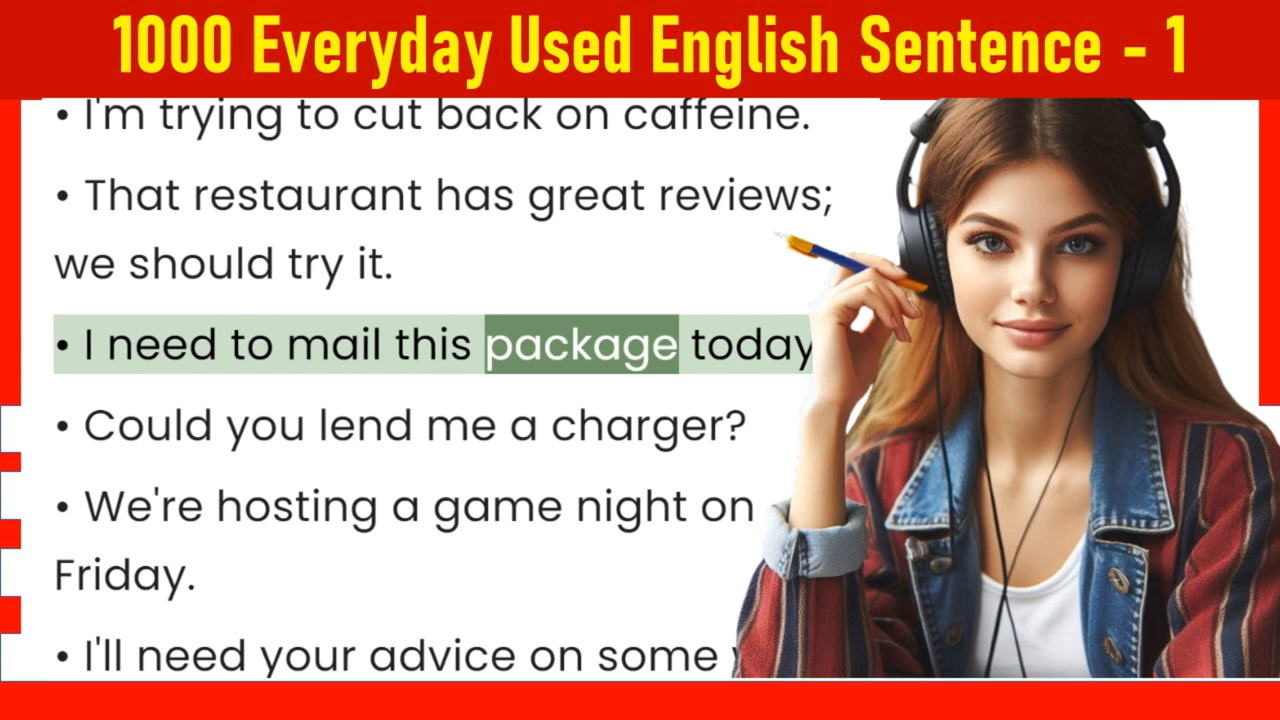 1000 Everyday Used English Sentence - 1
• I'm trying to cut back on caffeine.
• That restaurant has great reviews;
we should try it.
• I need to mail this package today
• Could you lend me a charger?
• We're hosting a game night on
Friday.
• I'll need your advice on some